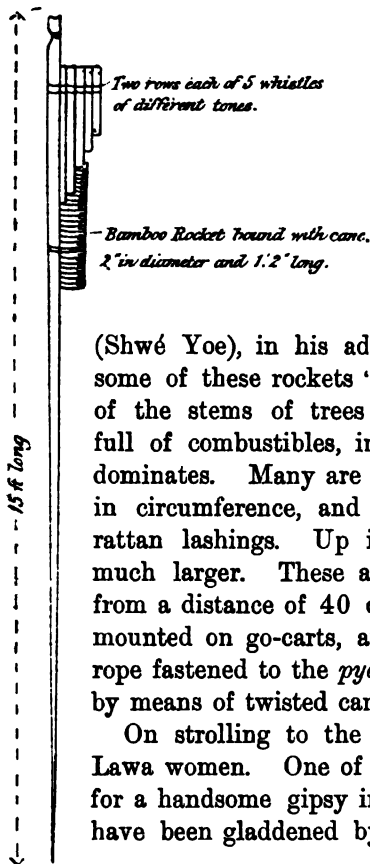 Two rows each of 5 whistles
of different tones.
Bamboo Rocket bound with cane.
2" in diameter and 1'.2" long.
15 ft long
(Shwé Yoe), in his ad
some of these rockets ‘
of the stems of trees
full of combustibles, in
dominates. Many are
in circumference, and
rattan lashings. Up i
much larger. These a
from a distance of 40
mounted on go-carts, a
rope fastened to the
by means of twisted
On strolling to the
Lawa women. One of
for a handsome gipsy in
have been gladdened by